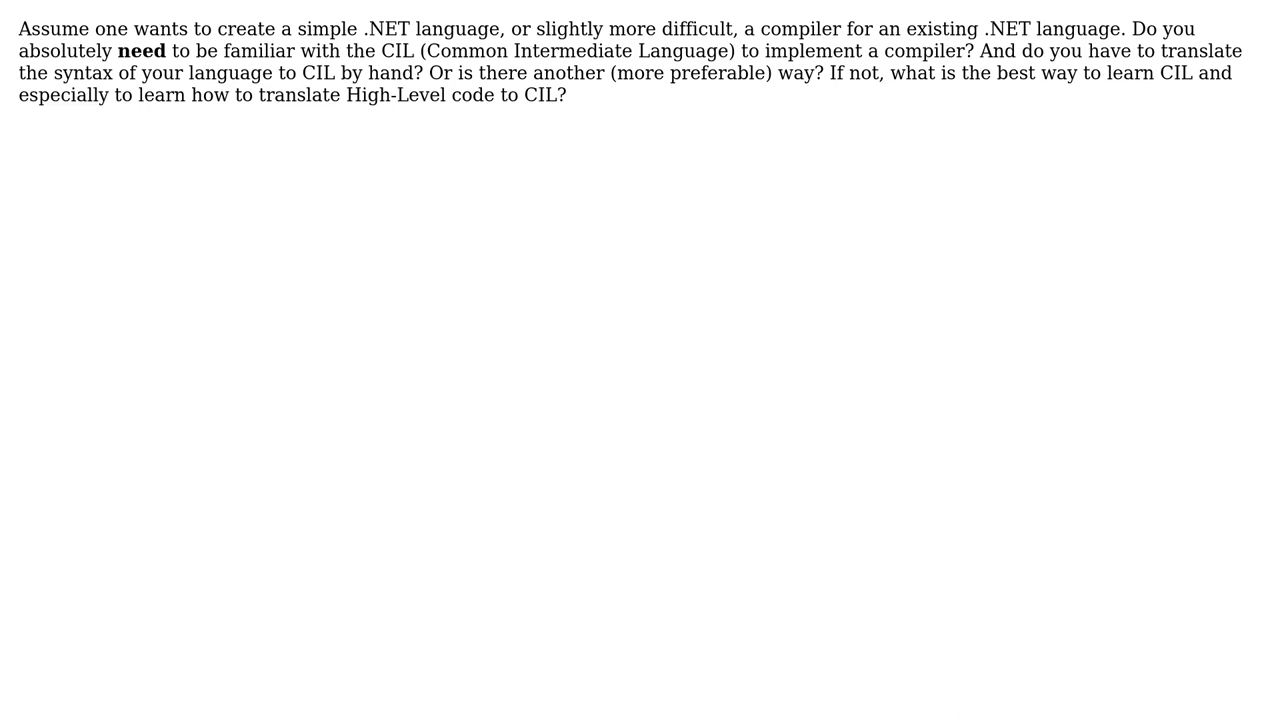 Assume one wants to create a simple .NET language, or slightly more difficult, a compiler for an existing .NET language. Do you
absolutely need to be familiar with the CIL (Common Intermediate Language) to implement a compiler? And do you have to translate
the syntax of your language to CIL by hand? Or is there another (more preferable) way? If not, what is the best way to learn CIL and
especially to learn how to translate High-Level code to CIL?